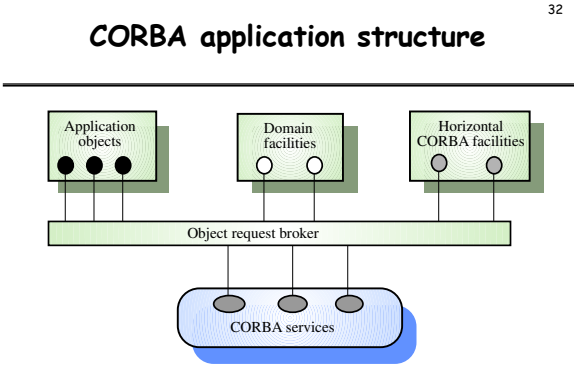 32
CORBA application structure
Application
objects
Domain
facilities
Horizontal
CORBA facilities
Object request broker
CORBA services